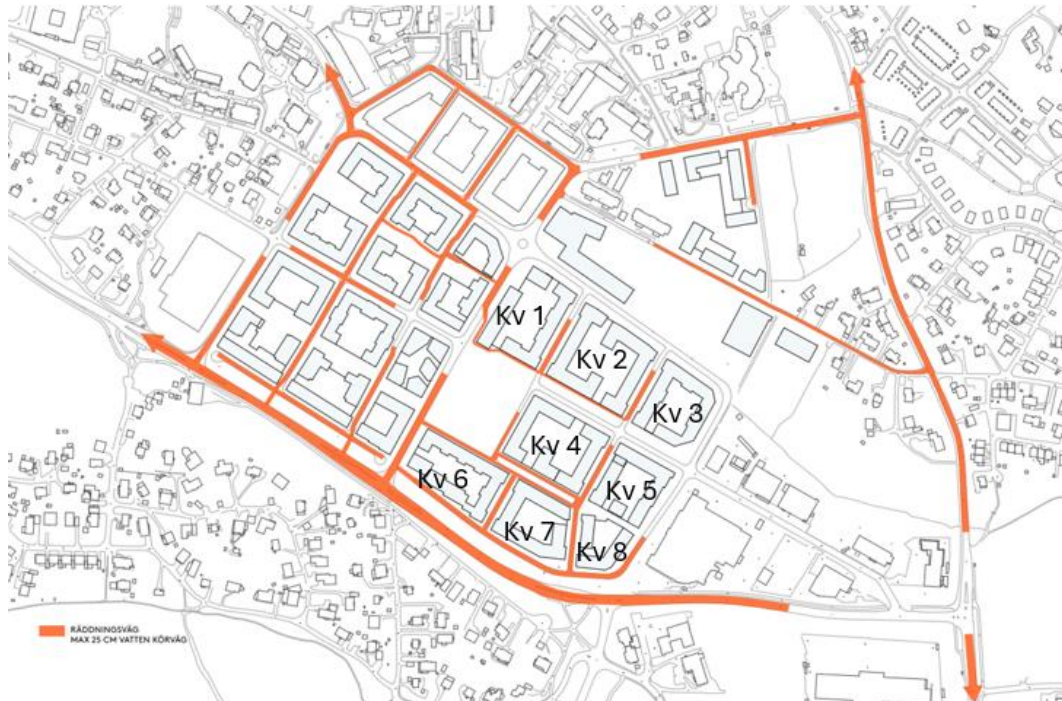 Kv 1
Kv 2
Kv 3
Kv 4
Kv 5
Kv 6
Kv 7
Kv 8
RÄDDNINGSVÄG
MAX 25 CM VATTEN KÖRVÄG